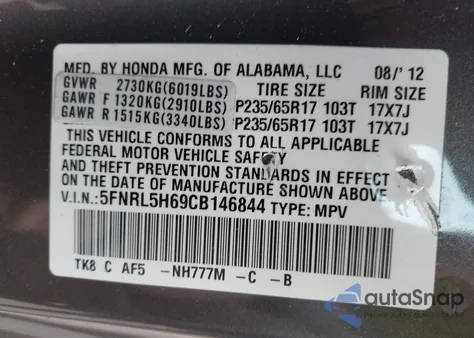 MFD. BY HONDA MFG. OF ALABAMA, LLC 08/' 12
GVWR 2730KG(6019LBS) TIRE SIZE RIM SIZE
GAWR F 1320KG(2910LBS) P235/65R17 103T 17X7J
GAWR R 1515KG(3340LBS) P235/65R17 103T 17X7J
THIS VEHICLE CONFORMS TO ALL APPLICABLE
FEDERAL MOTOR VEHICLE SAFETY
AND THEFT PREVENTION STANDARDS IN EFFECT
ON THE DATE OF MANUFACTURE SHOWN ABOVE.
V.I.N.: 5FNRL5H69CB146844 TYPE: MPV
TK8 C AF5 -NH777M -C -B
autoSnap